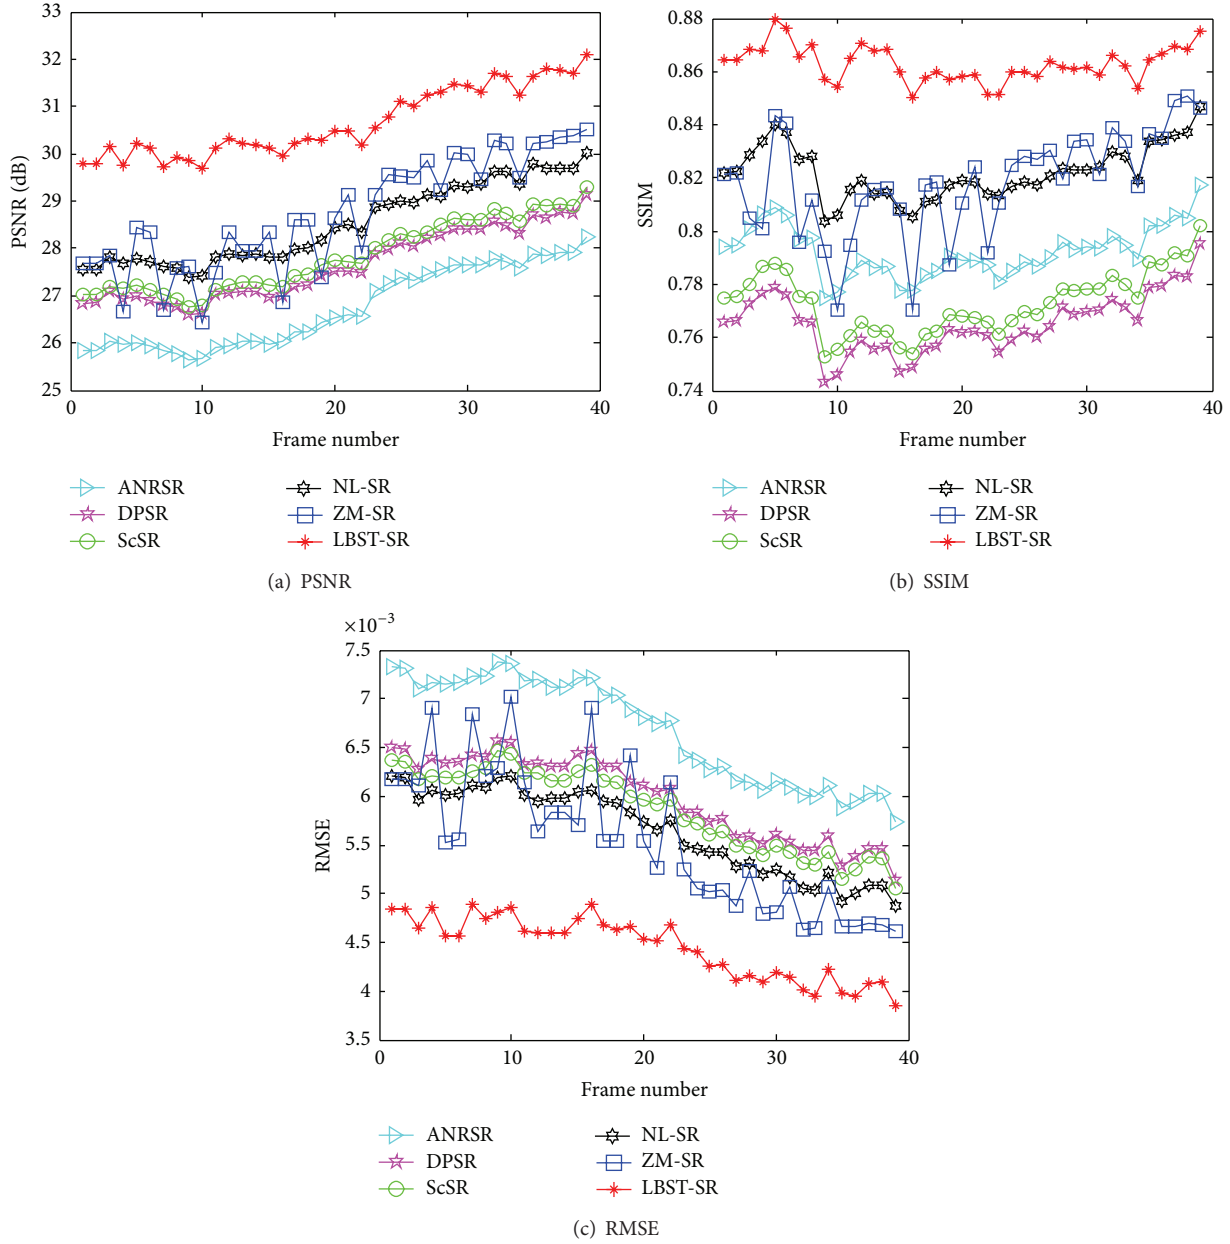 33
32
31
30
29
28
27
26
25
PSNR (dB)
0 10 20 30 40
Frame number
ANRSR
DPSR
ScSR
NL-SR
ZM-SR
LBST-SR
(a) PSNR
0.88
0.86
0.84
0.82
0.8
0.78
0.76
0.74
SSIM
0 10 20 30 40
Frame number
ANRSR
DPSR
ScSR
NL-SR
ZM-SR
LBST-SR
(b) SSIM
×10⁻³
7.5
7
6.5
6
5.5
5
4.5
4
3.5
RMSE
0 10 20 30 40
Frame number
ANRSR
DPSR
ScSR
NL-SR
ZM-SR
LBST-SR
(c) RMSE